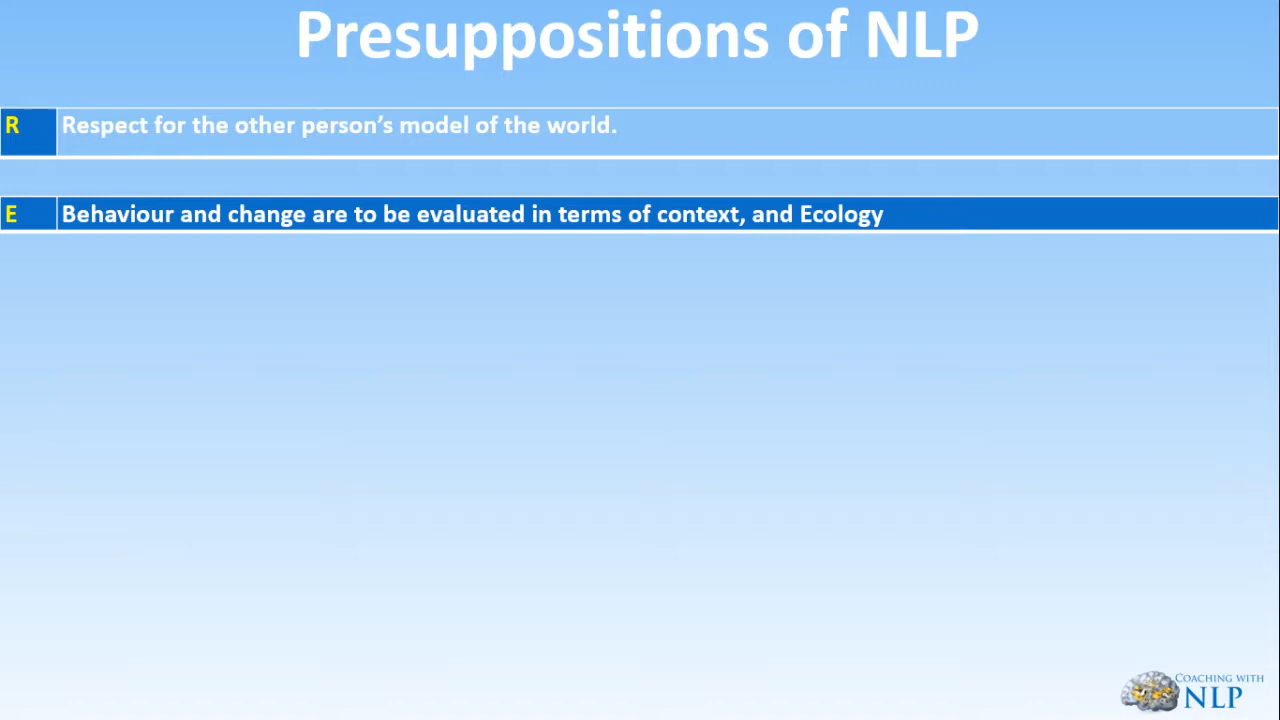 Presuppositions of NLP
R Respect for the other person’s model of the world.
E Behaviour and change are to be evaluated in terms of context, and Ecology
COACHING WITH
NLP